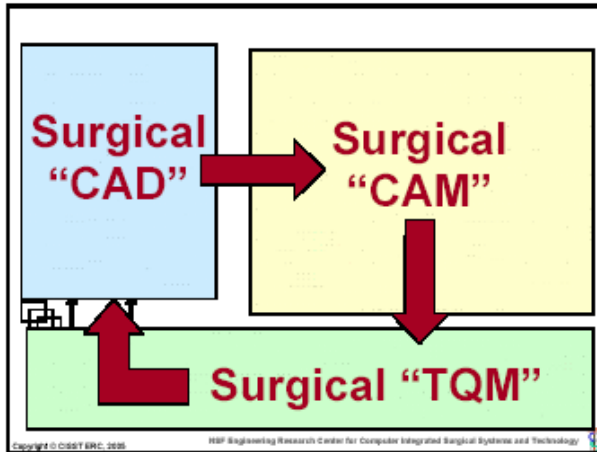 Surgical
“CAD”
Surgical
“CAM”
Surgical “TQM”
Copyright © CISST ERC, 2005
NSF Engineering Research Center for Computer Integrated Surgical Systems and Technology